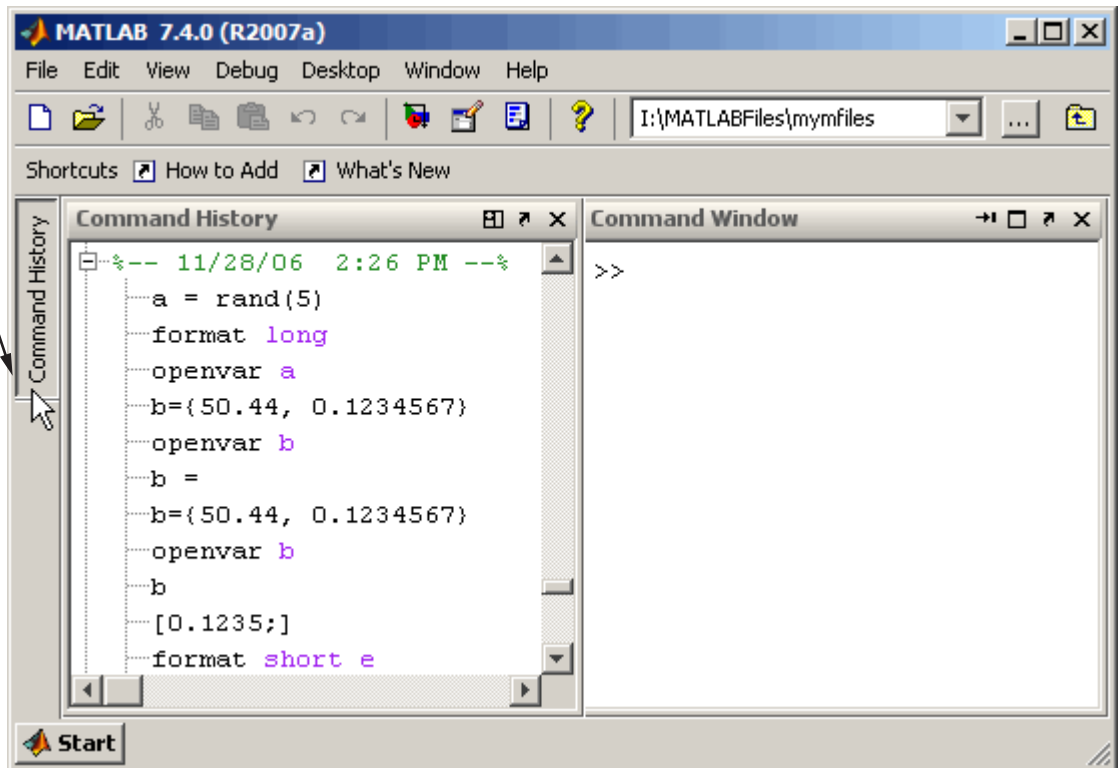 MATLAB 7.4.0 (R2007a)
File Edit View Debug Desktop Window Help
I:\MATLABFiles\mymfiles ...
Shortcuts How to Add What's New
Command History
Command History
%-- 11/28/06 2:26 PM --%
a = rand(5)
format long
openvar a
b={50.44, 0.1234567}
openvar b
b =
b={50.44, 0.1234567}
openvar b
b
[0.1235;]
format short e
Command Window
>>
Start